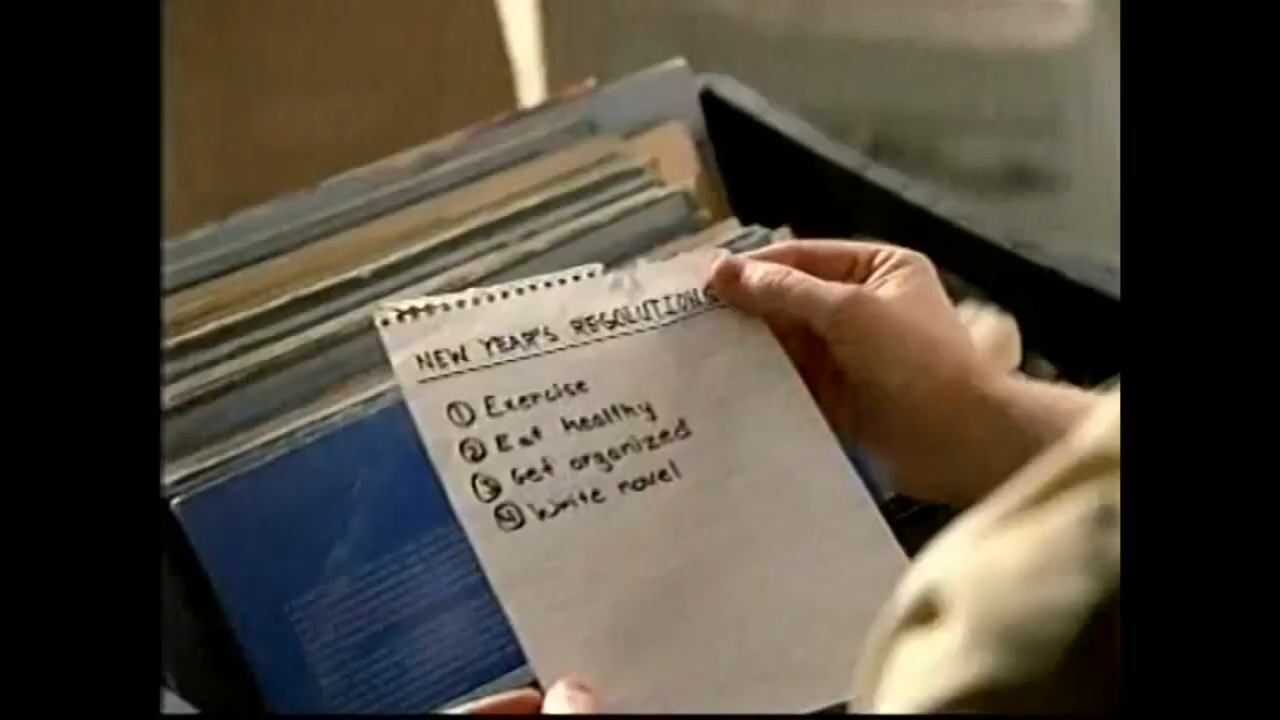 NEW YEAR'S RESOLUTIONS
① Exercise
② Eat healthy
③ Get organized
④ Write novel